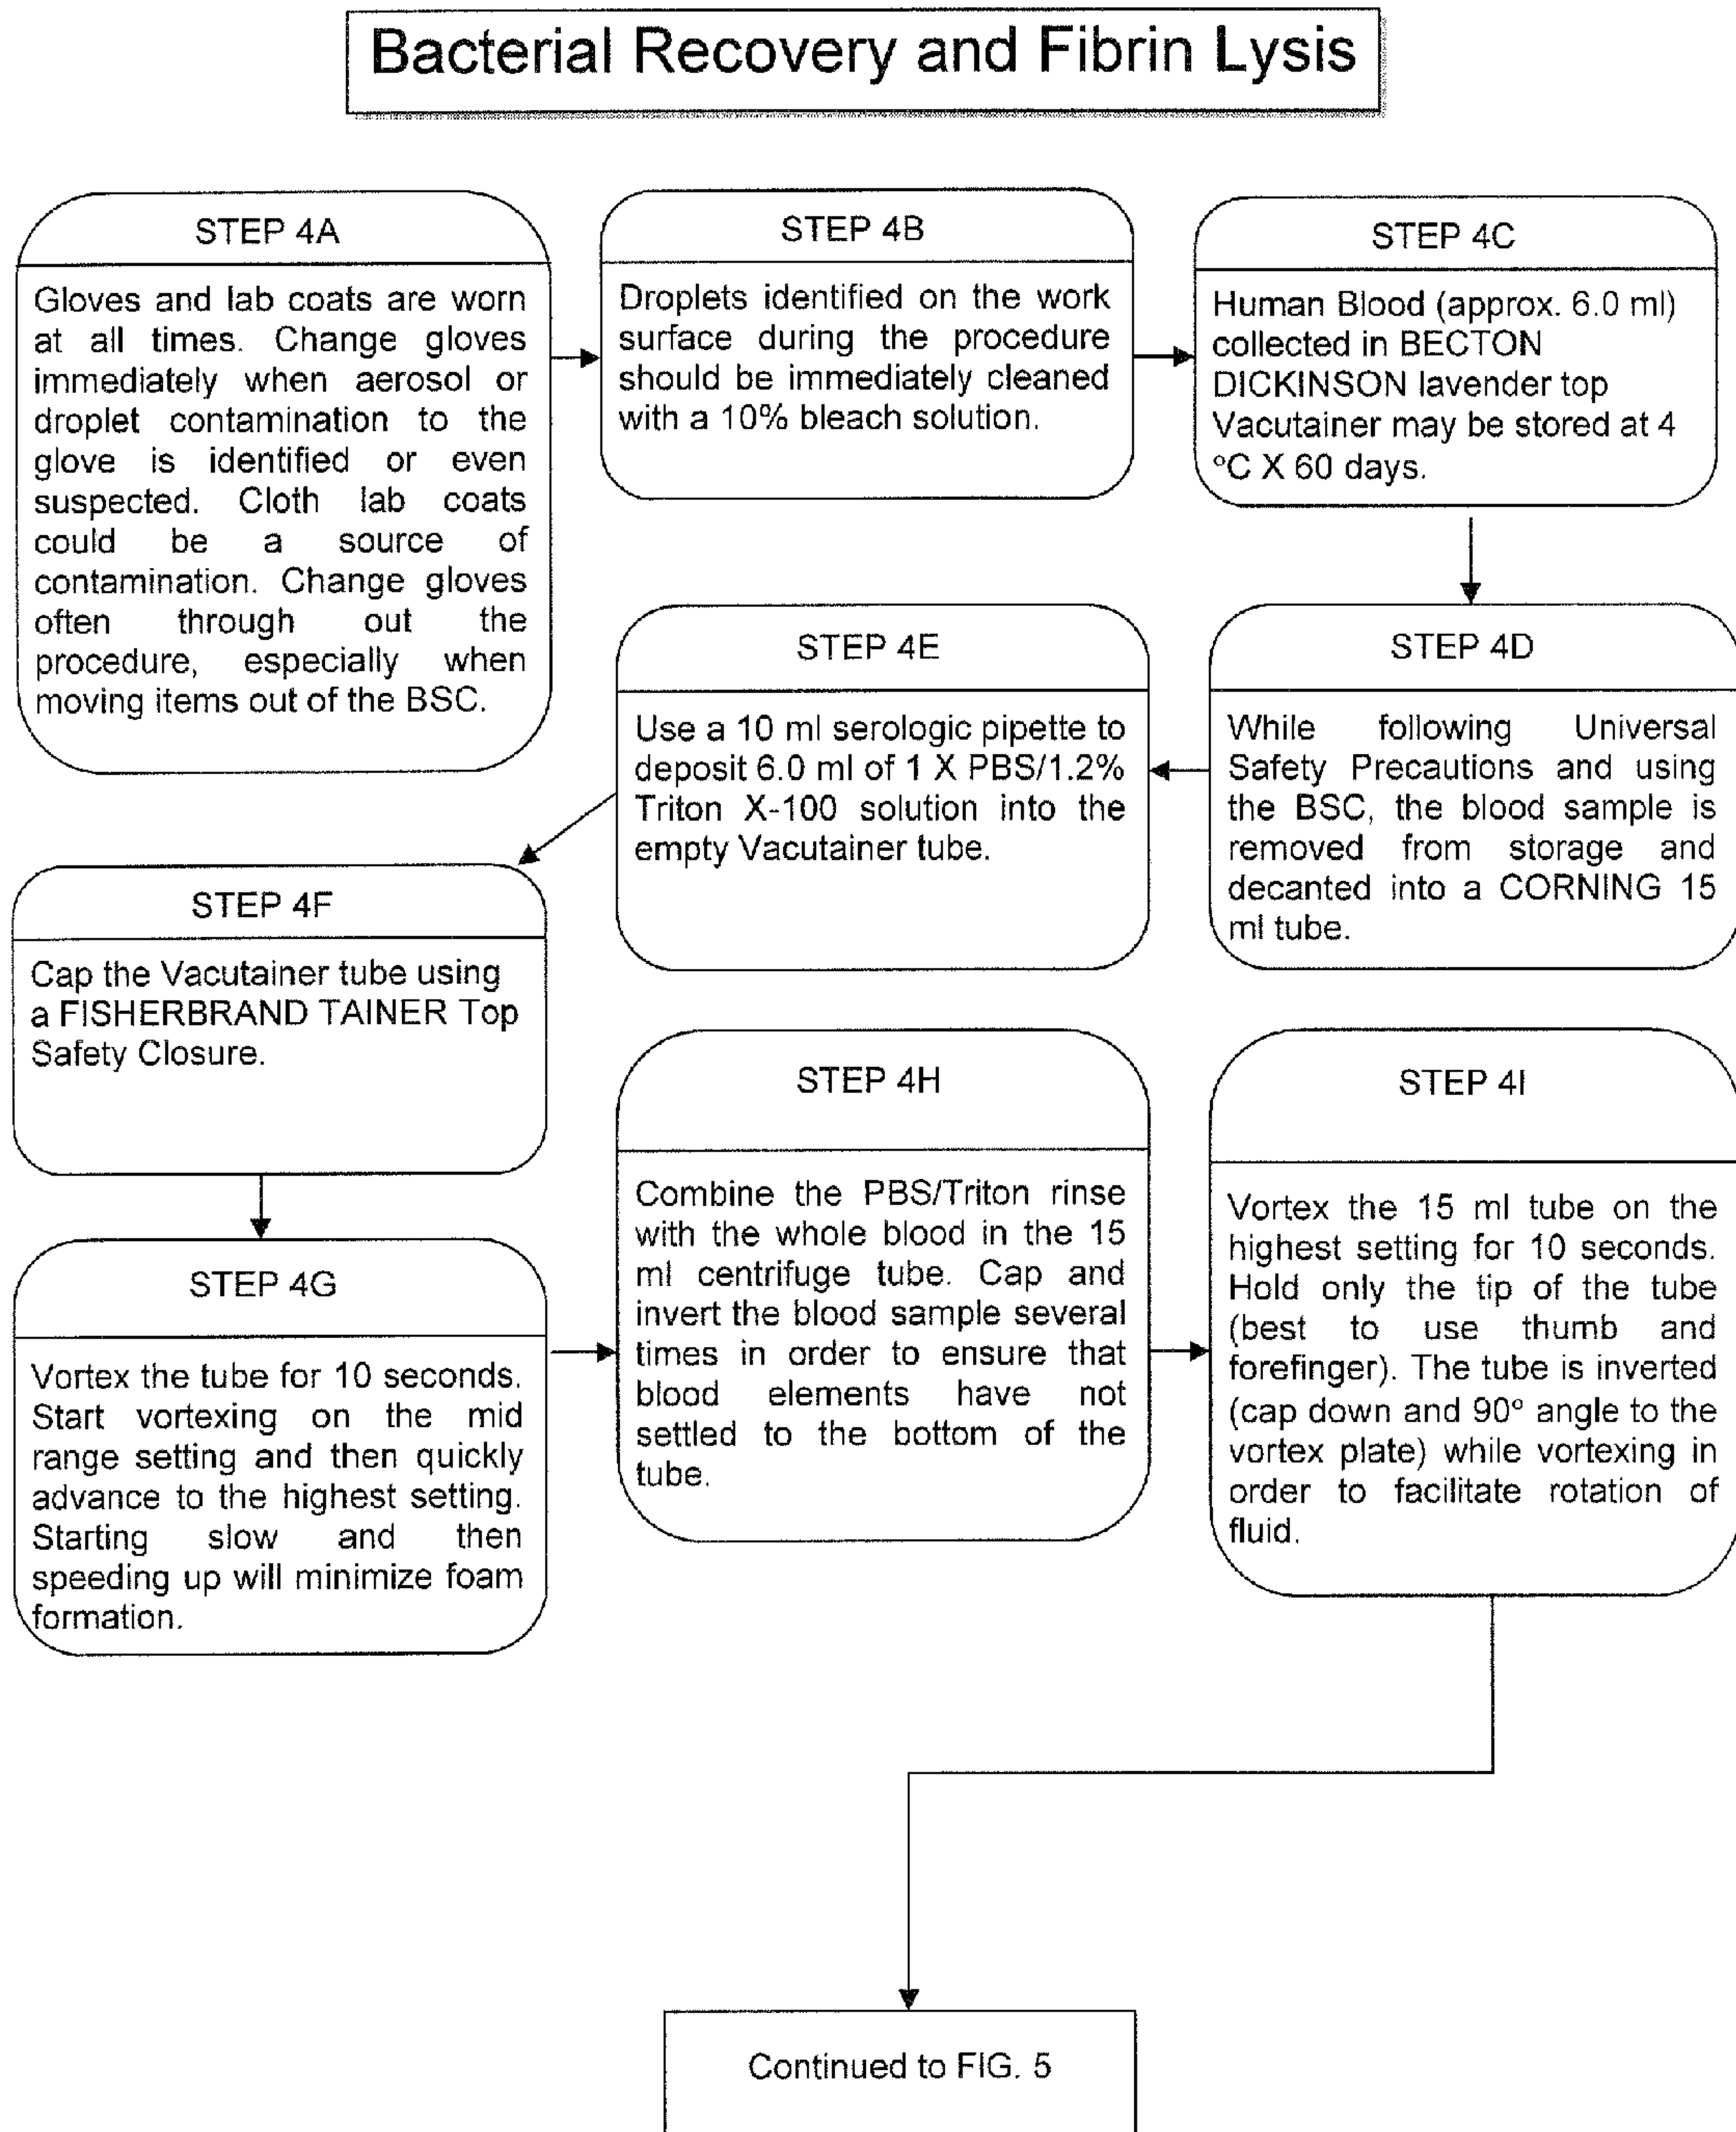 Bacterial Recovery and Fibrin Lysis
STEP 4A
Gloves and lab coats are worn
at all times. Change gloves
immediately when aerosol or
droplet contamination to the
glove is identified or even
suspected. Cloth lab coats
could be a source of
contamination. Change gloves
often through out the
procedure, especially when
moving items out of the BSC.
STEP 4B
Droplets identified on the work
surface during the procedure
should be immediately cleaned
with a 10% bleach solution.
STEP 4C
Human Blood (approx. 6.0 ml)
collected in BECTON
DICKINSON lavender top
Vacutainer may be stored at 4
°C X 60 days.
STEP 4D
While following Universal
Safety Precautions and using
the BSC, the blood sample is
removed from storage and
decanted into a CORNING 15
ml tube.
STEP 4E
Use a 10 ml serologic pipette to
deposit 6.0 ml of 1 X PBS/1.2%
Triton X-100 solution into the
empty Vacutainer tube.
STEP 4F
Cap the Vacutainer tube using
a FISHERBRAND TAINER Top
Safety Closure.
STEP 4G
Vortex the tube for 10 seconds.
Start vortexing on the mid
range setting and then quickly
advance to the highest setting.
Starting slow and then
speeding up will minimize foam
formation.
STEP 4H
Combine the PBS/Triton rinse
with the whole blood in the 15
ml centrifuge tube. Cap and
invert the blood sample several
times in order to ensure that
blood elements have not
settled to the bottom of the
tube.
STEP 4I
Vortex the 15 ml tube on the
highest setting for 10 seconds.
Hold only the tip of the tube
(best to use thumb and
forefinger). The tube is inverted
(cap down and 90° angle to the
vortex plate) while vortexing in
order to facilitate rotation of
fluid.
Continued to FIG. 5